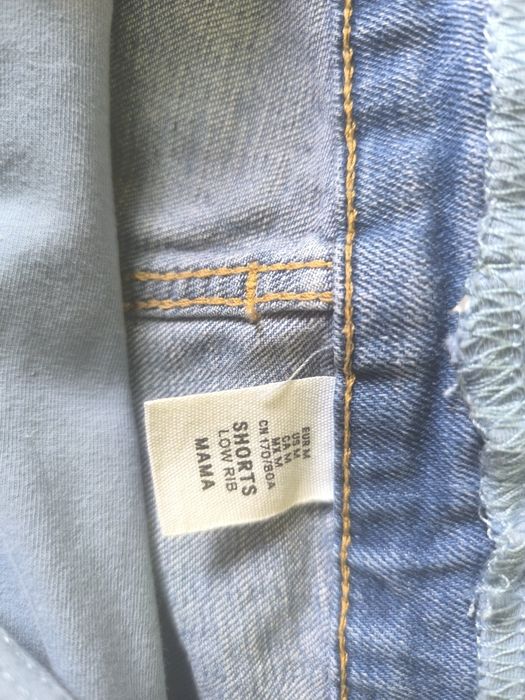 EUR M
US M
CA M
MX M
CN 170/80A
SHORTS
LOW RIB
MAMA